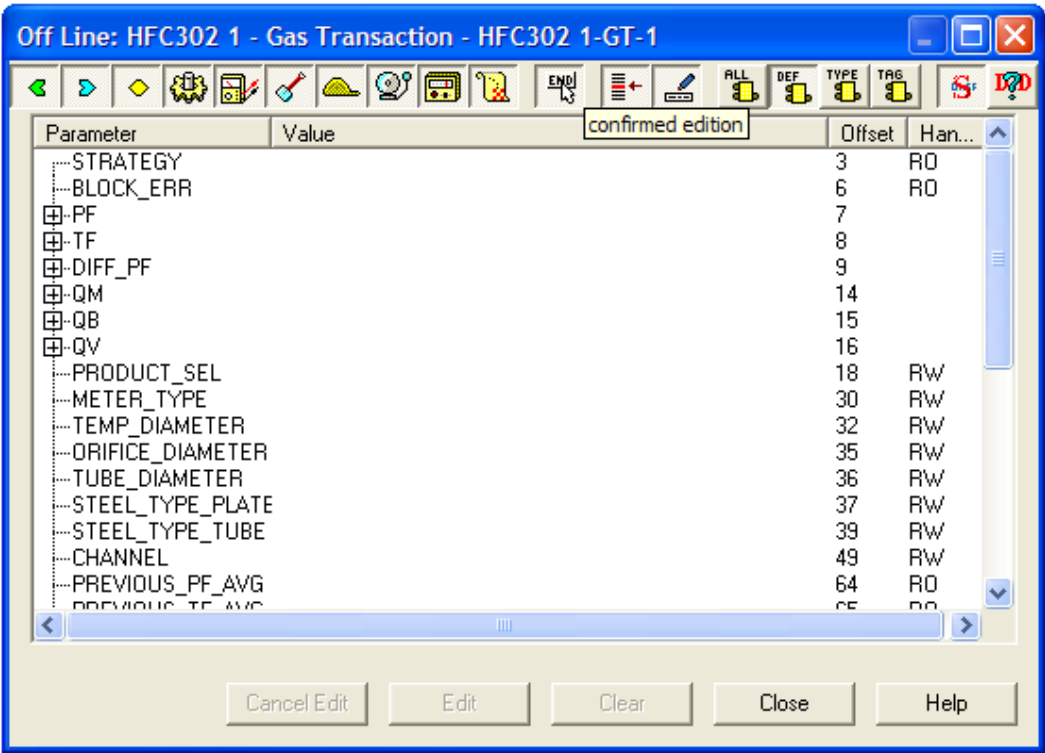 Off Line: HFC302 1 - Gas Transaction - HFC302 1-GT-1
END ALL DEF TYPE TAG
confirmed edition
Parameter Value Offset Han...
STRATEGY 3 RO
BLOCK_ERR 6 RO
PF 7
TF 8
DIFF_PF 9
QM 14
QB 15
QV 16
PRODUCT_SEL 18 RW
METER_TYPE 30 RW
TEMP_DIAMETER 32 RW
ORIFICE_DIAMETER 35 RW
TUBE_DIAMETER 36 RW
STEEL_TYPE_PLATE 37 RW
STEEL_TYPE_TUBE 39 RW
CHANNEL 49 RW
PREVIOUS_PF_AVG 64 RO
Cancel Edit Edit Clear Close Help